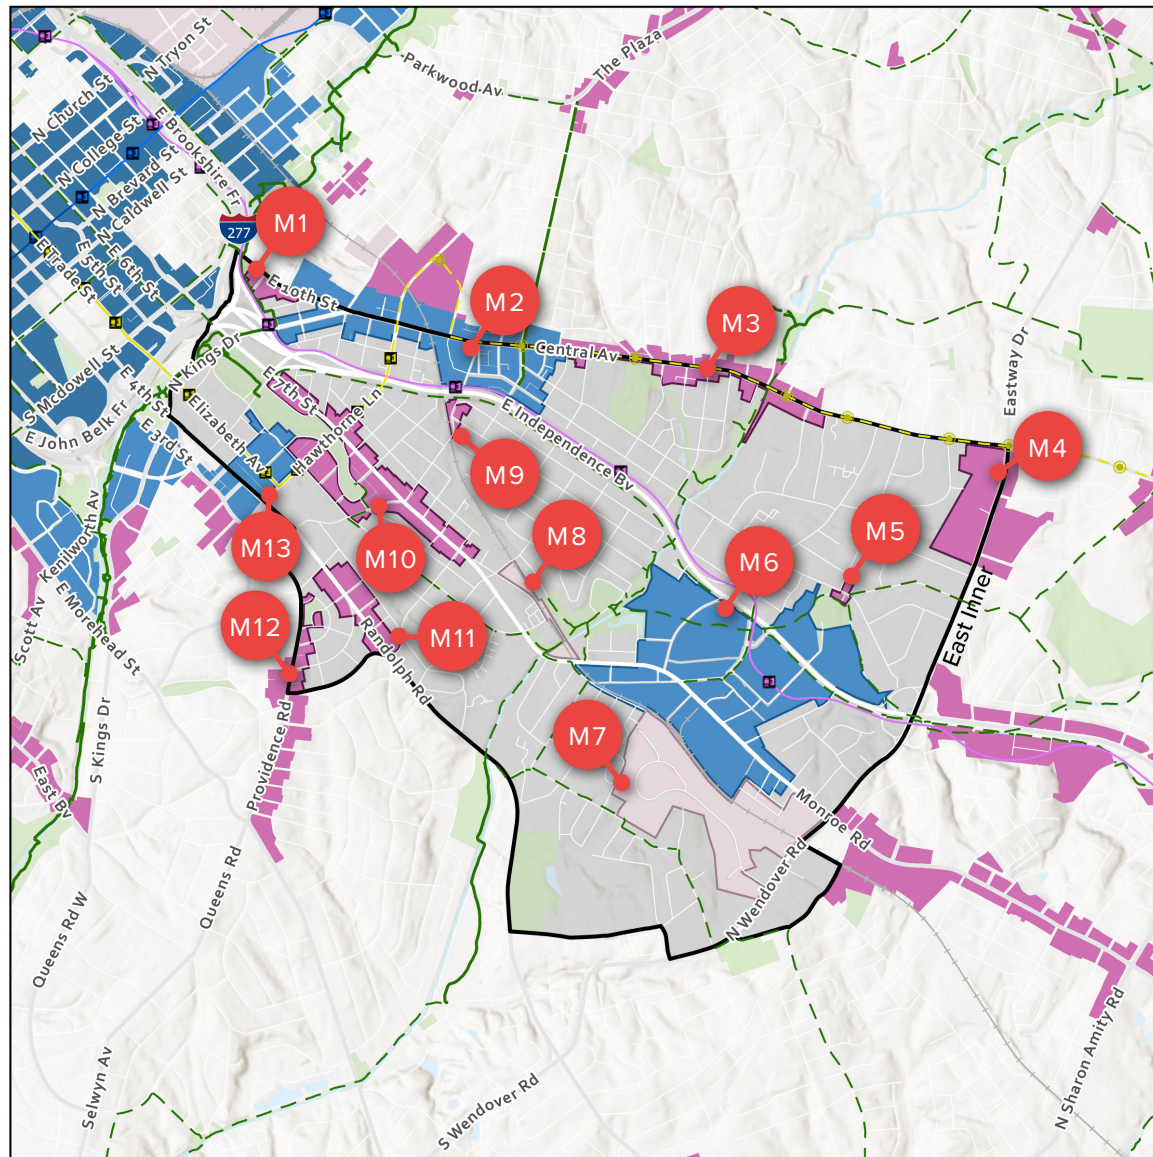 N Tryon St
The Plaza
Parkwood Av
N Church St
E Brookshire Fr
N College St
N Brevard St
N Caldwell St
277
M1
E 6th St
E 5th St
E Trade St
E 10th St
M2
M3
Central Av
N Kings Dr
S Mcdowell St
E 4th St
E 7th St
Eastway Dr
E John Belk Fr
E 3rd St
Elizabeth Av
Hawthorne Ln
E Independence Bv
M4
M9
M13
M10
M8
M5
M6
Kenilworth Av
Scott Av
E Morehead St
M12
M11
Randolph Rd
East Inner
M7
S Kings Dr
Providence Rd
East Bv
Monroe Rd
N Wendover Rd
Queens Rd
Queens Rd W
N Sharon Amity Rd
Selwyn Av
S Wendover Rd